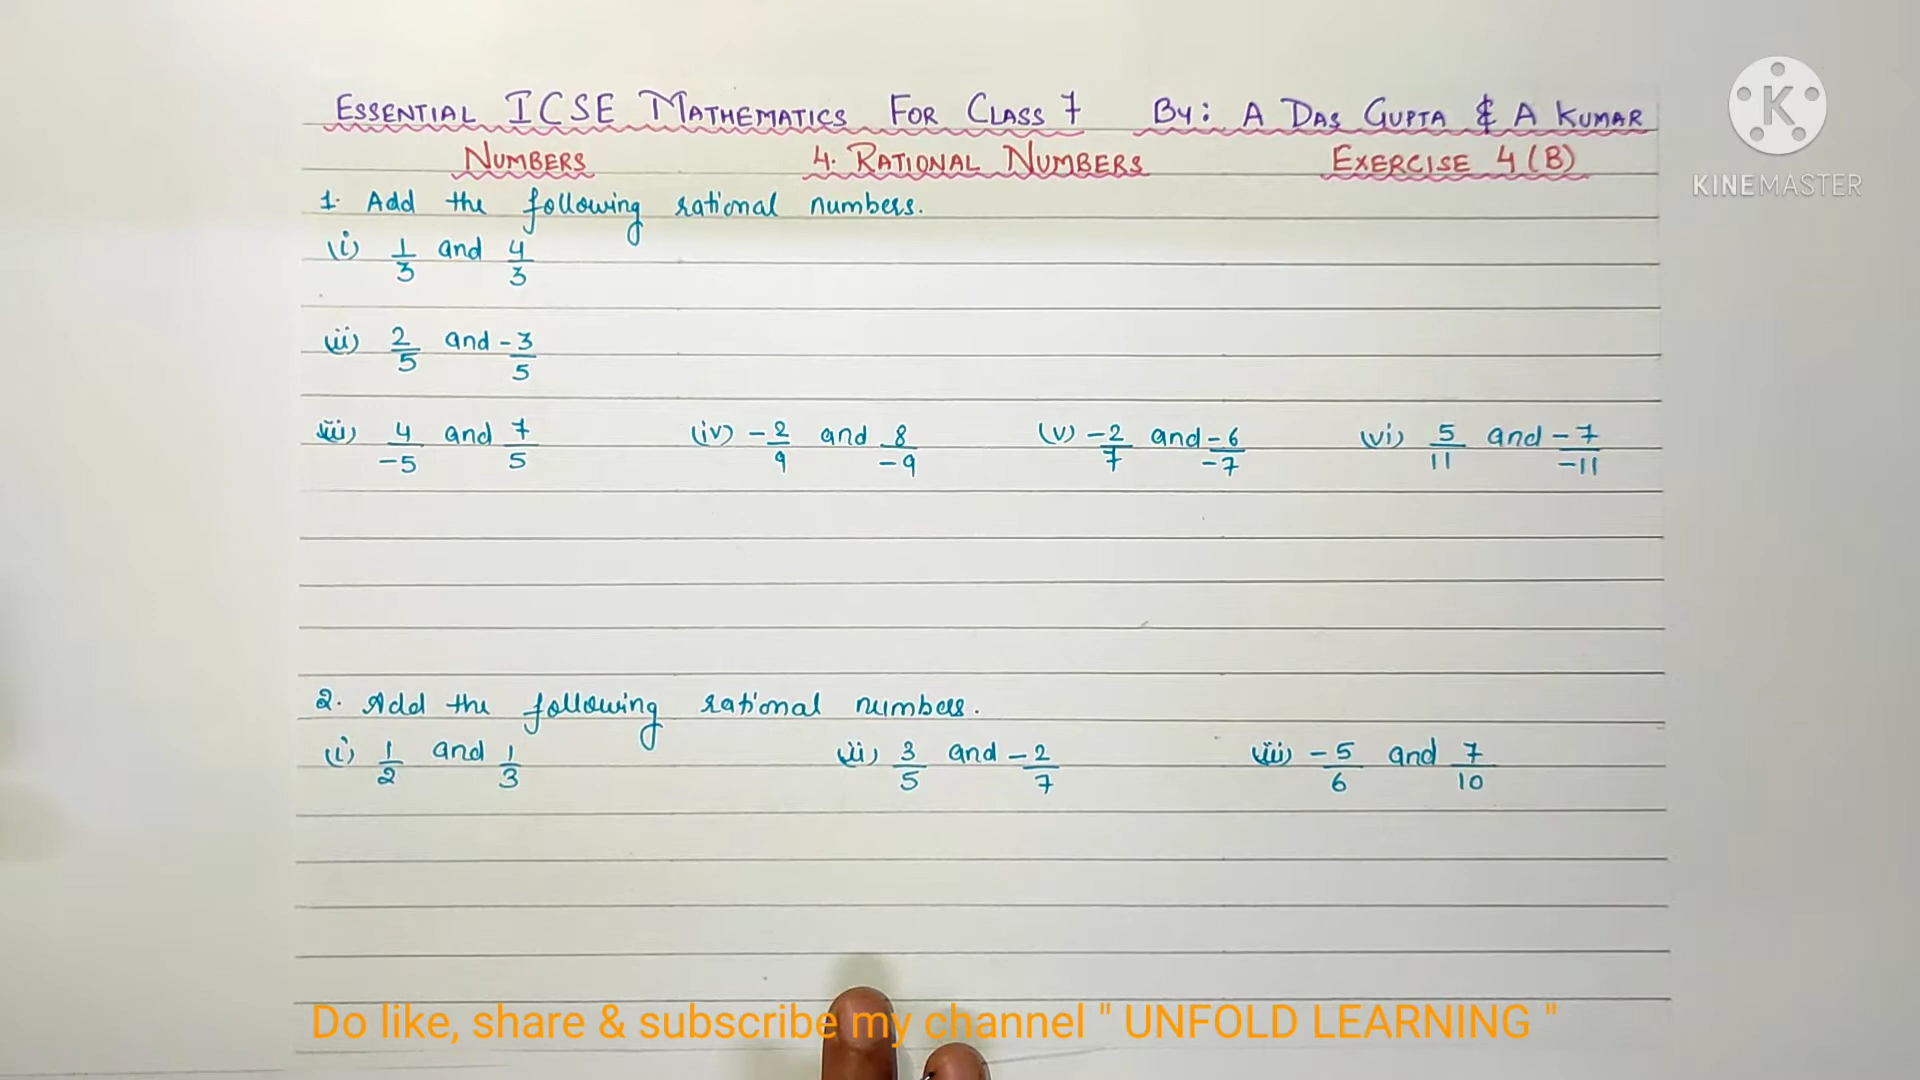 ESSENTIAL ICSE MATHEMATICS FOR CLASS 7 BY: A DAS GUPTA & A KUMAR
NUMBERS 4. RATIONAL NUMBERS EXERCISE 4(B)
KINEMASTER
1. Add the following rational numbers.
(i) 1/3 and 4/3
(ii) 2/5 and -3/5
(iii) 4/-5 and 7/5 (iv) -2/9 and 8/-9 (v) -2/7 and -6/-7 (vi) 5/11 and -7/-11
2. Add the following rational numbers.
(i) 1/2 and 1/3 (ii) 3/5 and -2/7 (iii) -5/6 and 7/10
Do like, share & subscribe my channel " UNFOLD LEARNING "